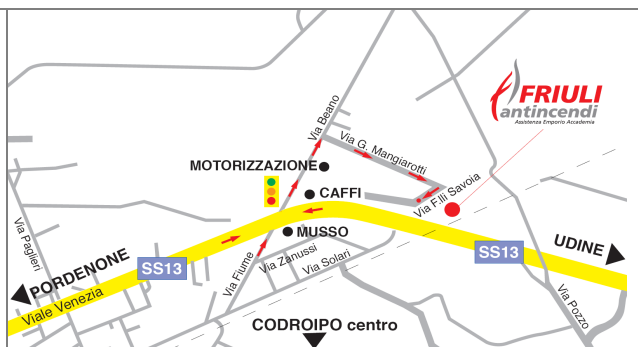 FRIULI
antincendi
Assistenza Emporio Accademia
Via Beano
Via G. Mangiarotti
MOTORIZZAZIONE
CAFFI
Via F.lli Savoia
MUSSO
Via Paglieri
PORDENONE
SS13
Viale Venezia
Via Fiume
Via Zanussi
Via Solari
SS13
UDINE
Via Pozzo
CODROIPO centro